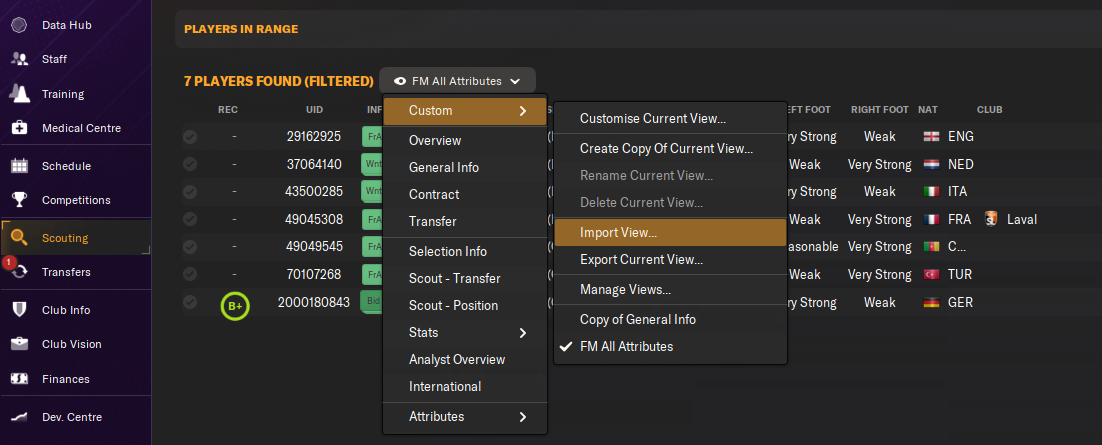 Data Hub
Staff
Training
Medical Centre
Schedule
Competitions
Scouting
1
Transfers
Club Info
Club Vision
Finances
Dev. Centre
PLAYERS IN RANGE
7 PLAYERS FOUND (FILTERED) FM All Attributes
REC UID INF FOOT RIGHT FOOT NAT CLUB
- 29162925 FrA Strong Weak ENG
- 37064140 Wnt Weak Very Strong NED
- 43500285 Wnt Strong Weak ITA
- 49045308 FrA Weak Very Strong FRA Laval
- 49049545 FrA Very Strong C...
- 70107268 FrA Weak Very Strong TUR
B+ 2000180843 Bid Strong Weak GER
Custom
Overview
General Info
Contract
Transfer
Selection Info
Scout - Transfer
Scout - Position
Stats
Analyst Overview
International
Attributes
Customise Current View...
Create Copy Of Current View...
Rename Current View...
Delete Current View...
Import View...
Export Current View...
Manage Views...
Copy of General Info
FM All Attributes